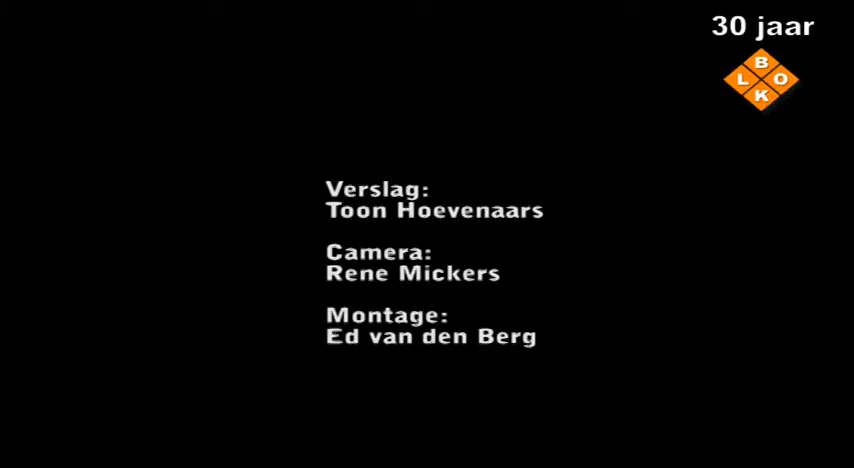 30 jaar
B
L O
K
Verslag:
Toon Hoevenaars
Camera:
Rene Mickers
Montage:
Ed van den Berg